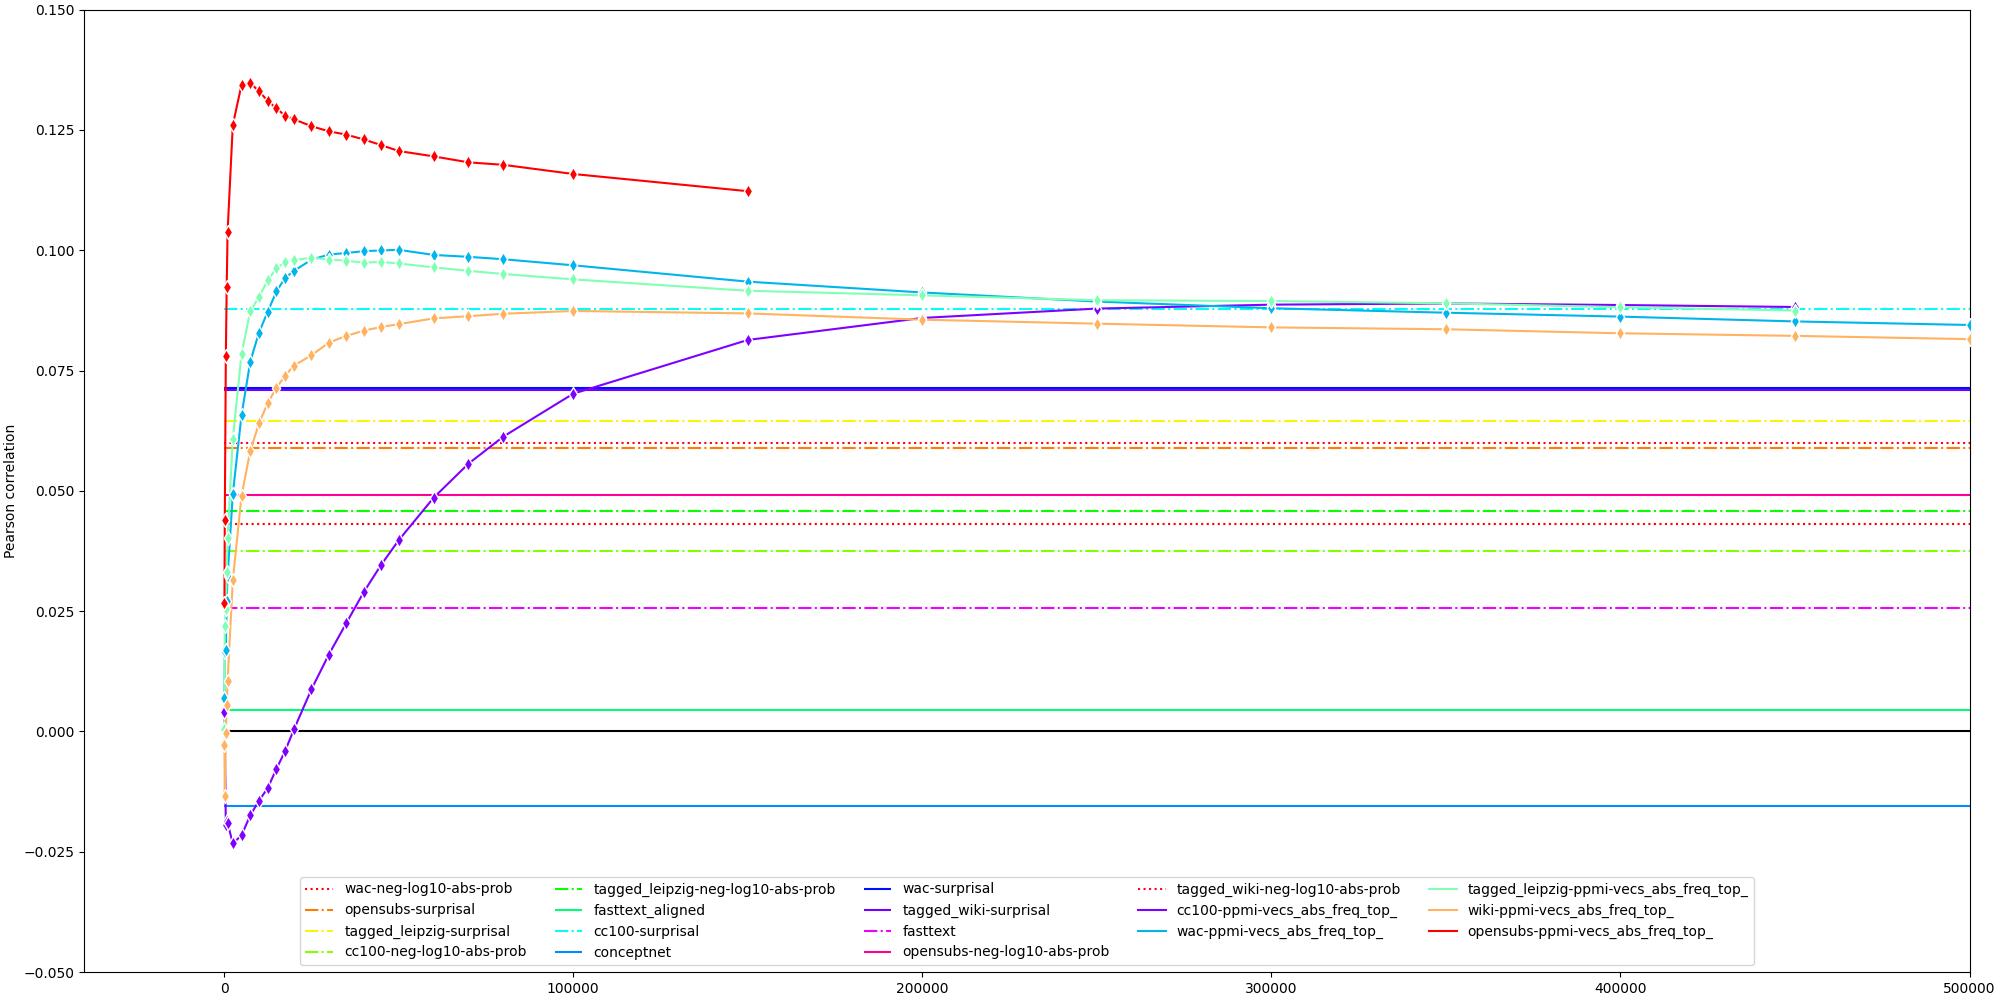 0.150
0.125
0.100
0.075
0.050
0.025
0.000
−0.025
−0.050
Pearson correlation
wac-neg-log10-abs-prob
opensubs-surprisal
tagged_leipzig-surprisal
cc100-neg-log10-abs-prob
tagged_leipzig-neg-log10-abs-prob
fasttext_aligned
cc100-surprisal
conceptnet
wac-surprisal
tagged_wiki-surprisal
fasttext
opensubs-neg-log10-abs-prob
tagged_wiki-neg-log10-abs-prob
cc100-ppmi-vecs_abs_freq_top_
wac-ppmi-vecs_abs_freq_top_
tagged_leipzig-ppmi-vecs_abs_freq_top_
wiki-ppmi-vecs_abs_freq_top_
opensubs-ppmi-vecs_abs_freq_top_
0 100000 200000 300000 400000 500000